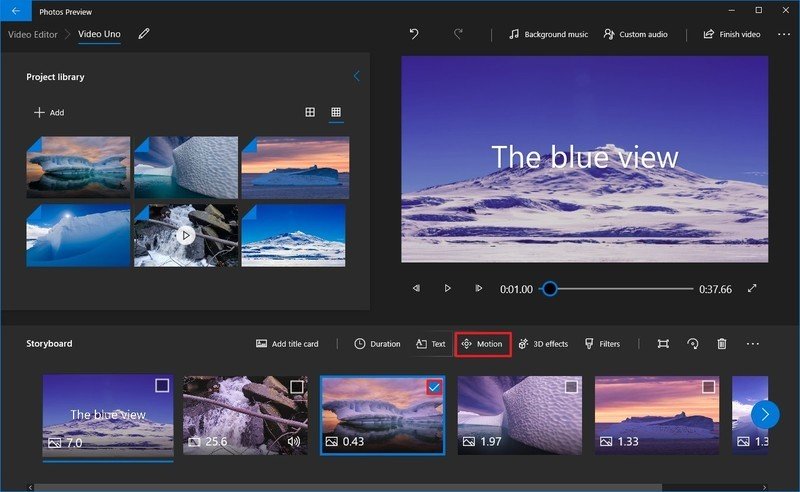 Photos Preview
Video Editor
Video Uno
Background music
Custom audio
Finish video
Project library
Add
The blue view
0:01.00
0:37.66
Storyboard
Add title card
Duration
Text
Motion
3D effects
Filters
The blue view
7.0
25.6
0.43
1.97
1.33